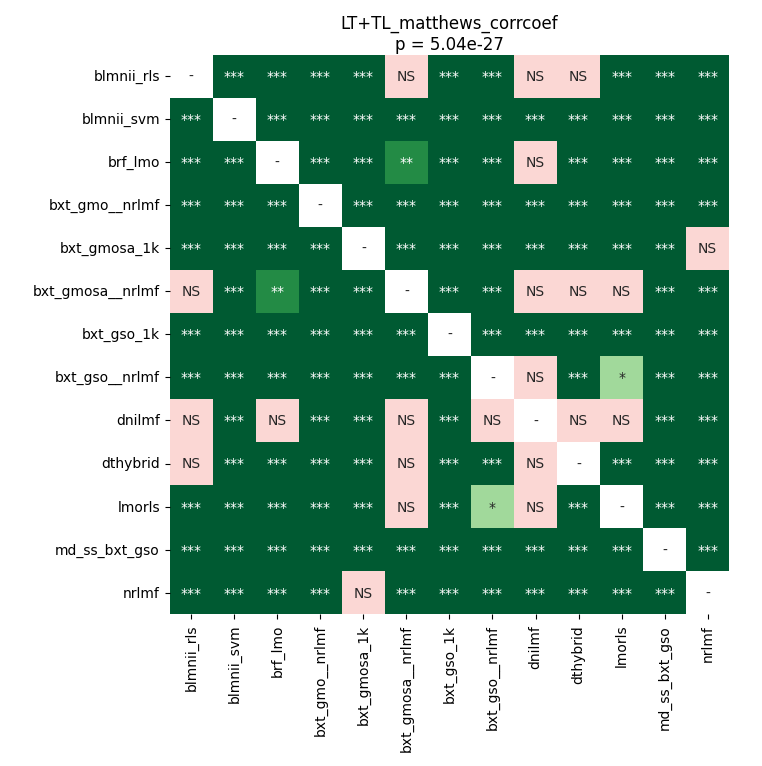 LT+TL_matthews_corrcoef
p = 5.04e-27
blmnii_rls - *** *** *** *** NS *** *** NS NS *** *** ***
blmnii_svm *** - *** *** *** *** *** *** *** *** *** *** ***
brf_lmo *** *** - *** *** ** *** *** NS *** *** *** ***
bxt_gmo__nrlmf *** *** *** - *** *** *** *** *** *** *** *** ***
bxt_gmosa_1k *** *** *** *** - *** *** *** *** *** *** *** NS
bxt_gmosa__nrlmf NS *** ** *** *** - *** *** NS NS NS *** ***
bxt_gso_1k *** *** *** *** *** *** - *** *** *** *** *** ***
bxt_gso__nrlmf *** *** *** *** *** *** *** - NS *** * *** ***
dnilmf NS *** NS *** *** NS *** NS - NS NS *** ***
dthybrid NS *** *** *** *** NS *** *** NS - *** *** ***
lmorls *** *** *** *** *** NS *** * NS *** - *** ***
md_ss_bxt_gso *** *** *** *** *** *** *** *** *** *** *** - ***
nrlmf *** *** *** *** NS *** *** *** *** *** *** *** -
blmnii_rls
blmnii_svm
brf_lmo
bxt_gmo__nrlmf
bxt_gmosa_1k
bxt_gmosa__nrlmf
bxt_gso_1k
bxt_gso__nrlmf
dnilmf
dthybrid
lmorls
md_ss_bxt_gso
nrlmf